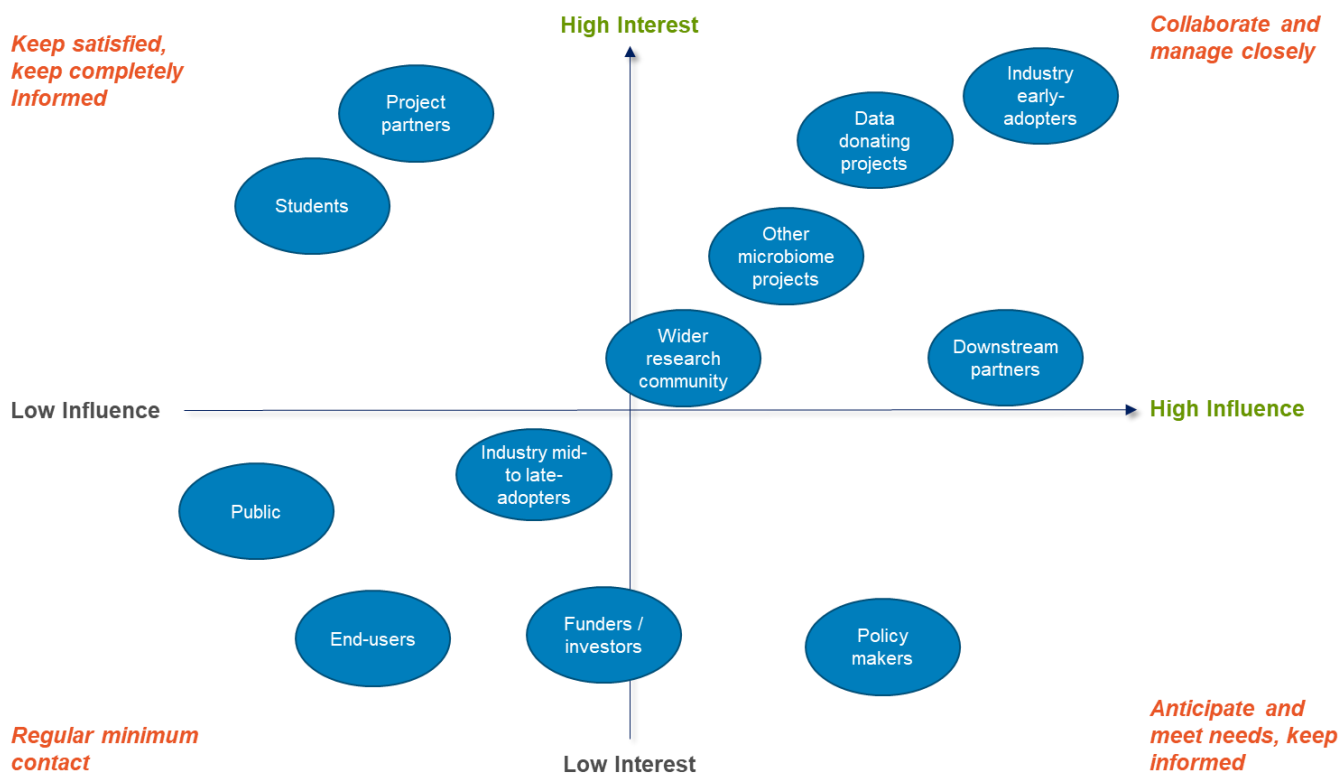 High Interest
Keep satisfied,
keep completely
Informed
Collaborate and
manage closely
Project
partners
Industry
early-
adopters
Data
donating
projects
Students
Other
microbiome
projects
Wider
research
community
Downstream
partners
Low Influence
High Influence
Industry mid-
to late-
adopters
Public
End-users
Funders /
investors
Policy
makers
Regular minimum
contact
Low Interest
Anticipate and
meet needs, keep
informed